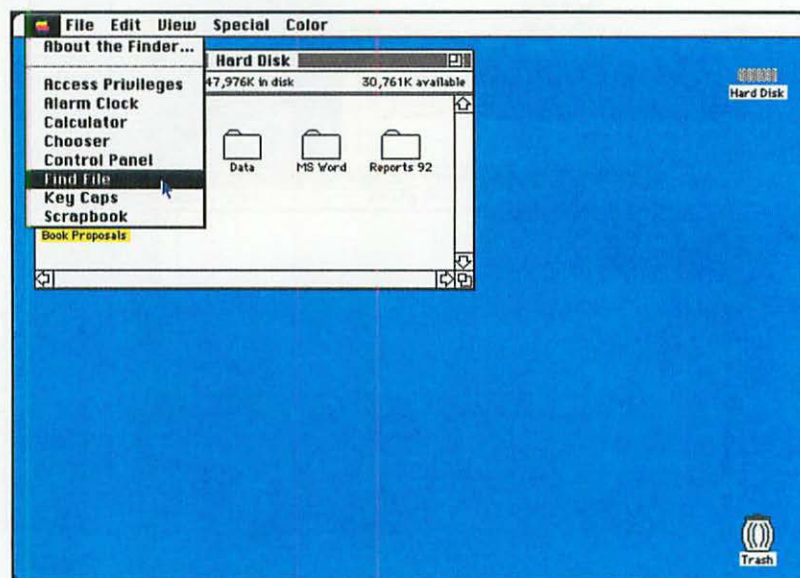 File Edit View Special Color
About the Finder...
Access Privileges
Alarm Clock
Calculator
Chooser
Control Panel
Find File
Key Caps
Scrapbook
Hard Disk
47,976K in disk 30,761K available
Data MS Word Reports 92
Book Proposals
Hard Disk
Trash